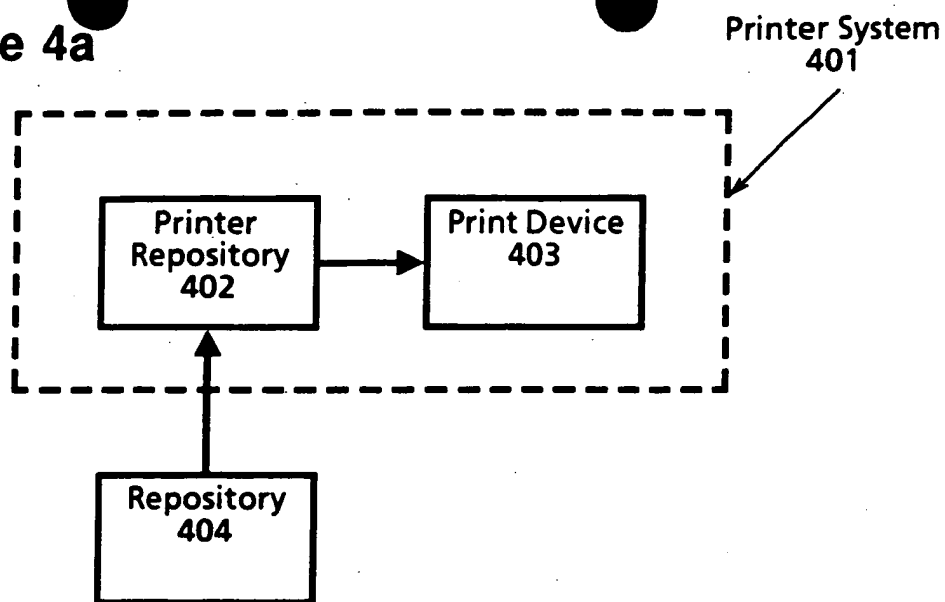 e 4a
Printer System
401
Printer
Repository
402
Print Device
403
Repository
404